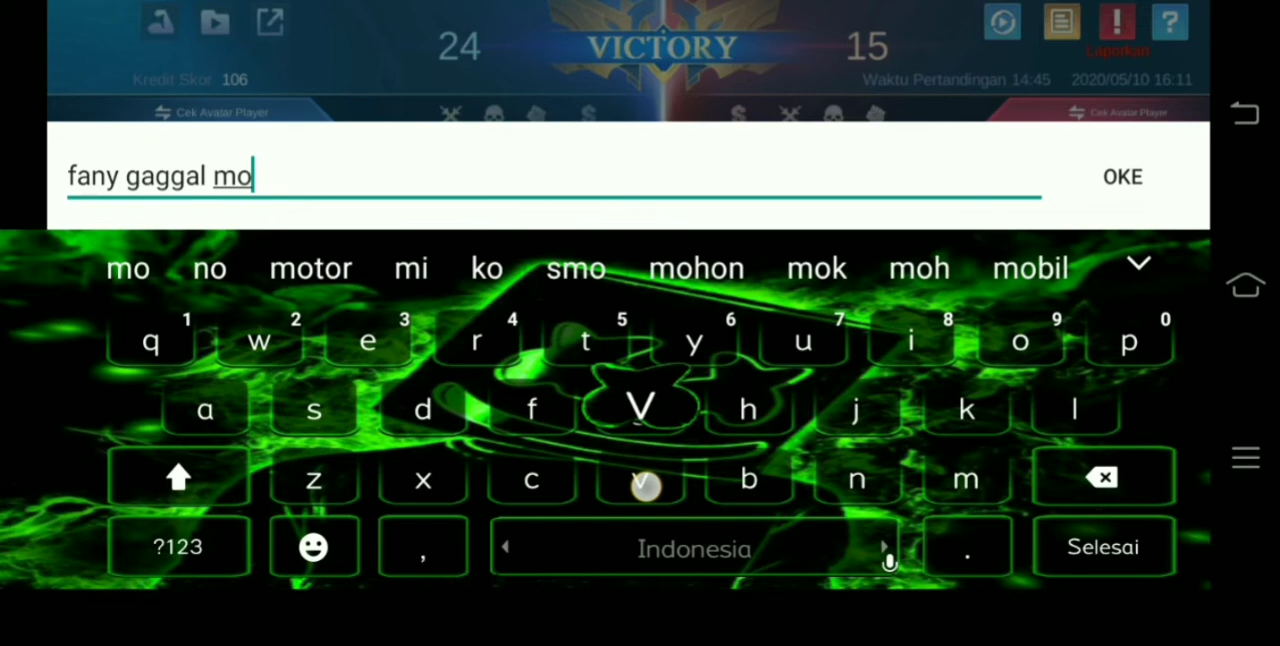 24 VICTORY 15
Laporkan
Kredit Skor 106 Waktu Pertandingan 14:45 2020/05/10 16:11
Cek Avatar Player Cek Avatar Player
fany gaggal mo OKE
mo no motor mi ko smo mohon mok moh mobil
1 2 3 4 5 6 7 8 9 0
q w e r t y u i o p
a s d f V h j k l
z x c v b n m
?123 , Indonesia . Selesai